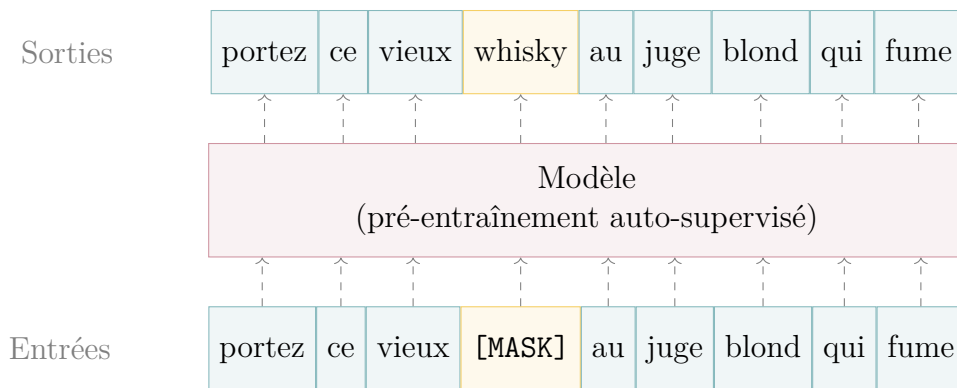 Sorties portez ce vieux whisky au juge blond qui fume
Modèle
(pré-entraînement auto-supervisé)
Entrées portez ce vieux [MASK] au juge blond qui fume